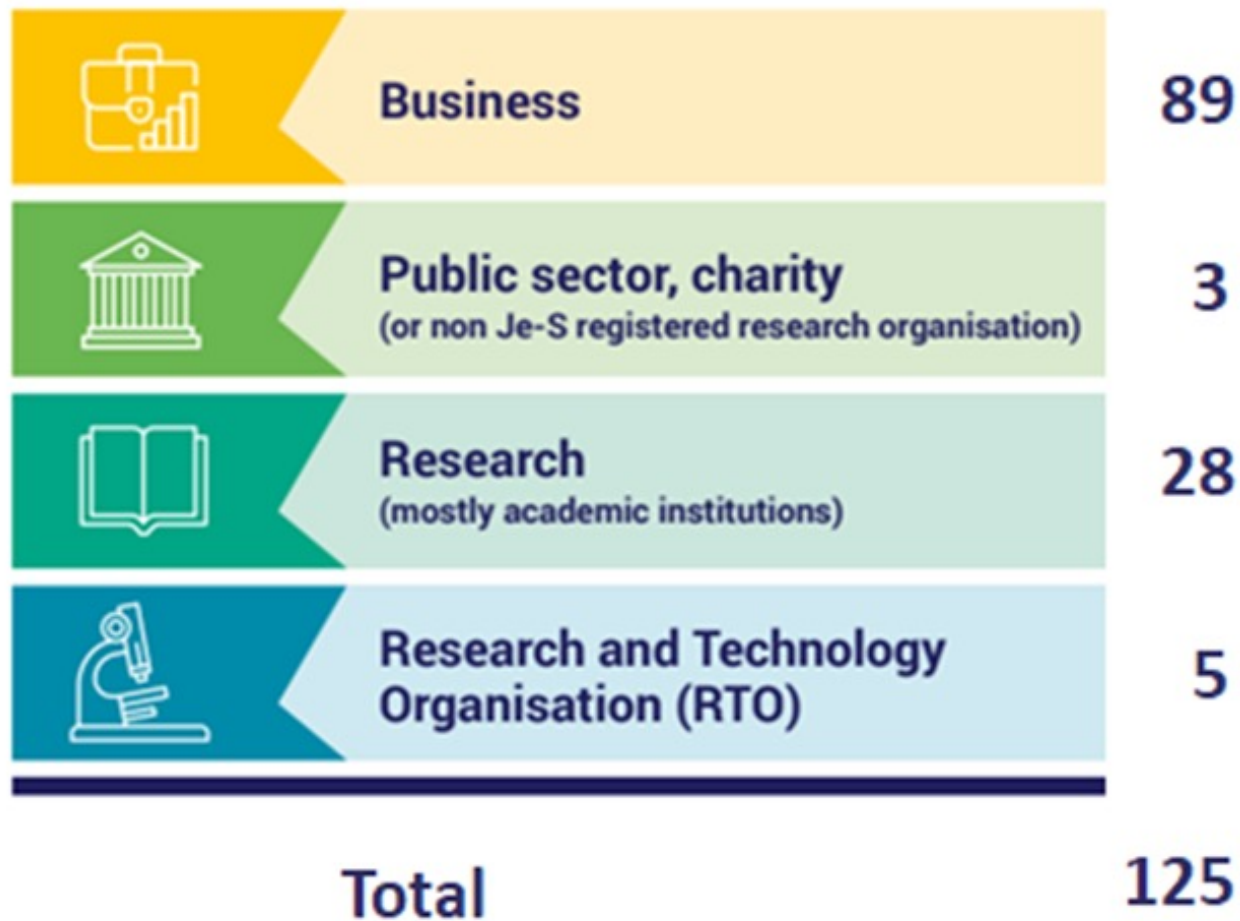 Business 89
Public sector, charity
(or non Je-S registered research organisation) 3
Research
(mostly academic institutions) 28
Research and Technology
Organisation (RTO) 5
Total 125